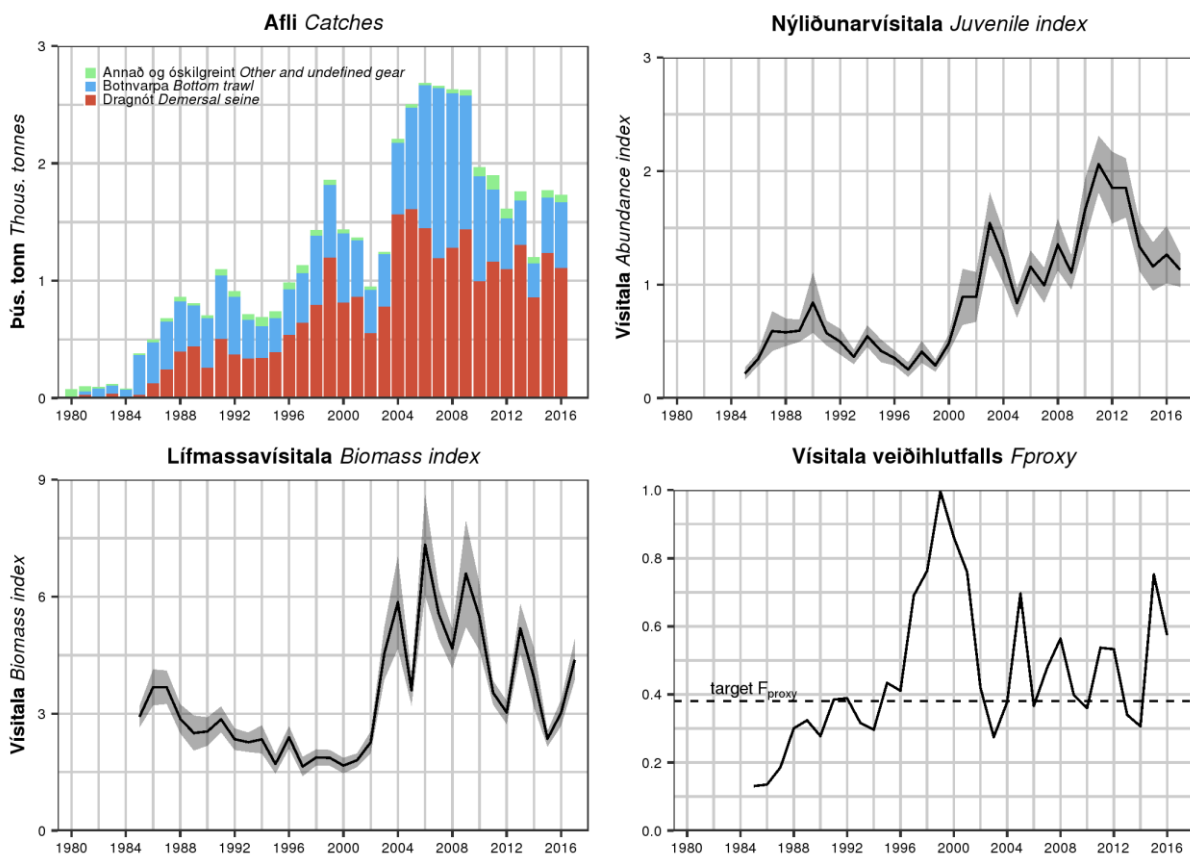 Afli Catches
3
Annað og óskilgreint Other and undefined gear
Botnvarpa Bottom trawl
Dragnót Demersal seine
2
1
0
Þús. tonn Thous. tonnes
1980 1984 1988 1992 1996 2000 2004 2008 2012 2016
Nýliðunarvísitala Juvenile index
3
2
1
0
Vísitala Abundance index
1980 1984 1988 1992 1996 2000 2004 2008 2012 2016
Lífmassavísitala Biomass index
9
6
3
0
Vísitala Biomass index
1980 1984 1988 1992 1996 2000 2004 2008 2012 2016
Vísitala veiðihlutfalls Fproxy
1.0
0.8
0.6
0.4
0.2
0.0
target Fproxy
1980 1984 1988 1992 1996 2000 2004 2008 2012 2016